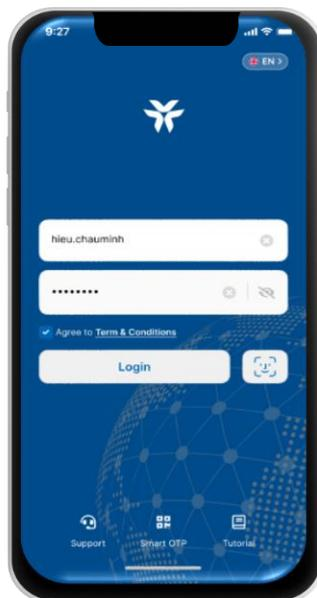 9:27
EN >
hieu.chauminh
••••••••
Agree to Term & Conditions
Login
Support Smart OTP Tutorial